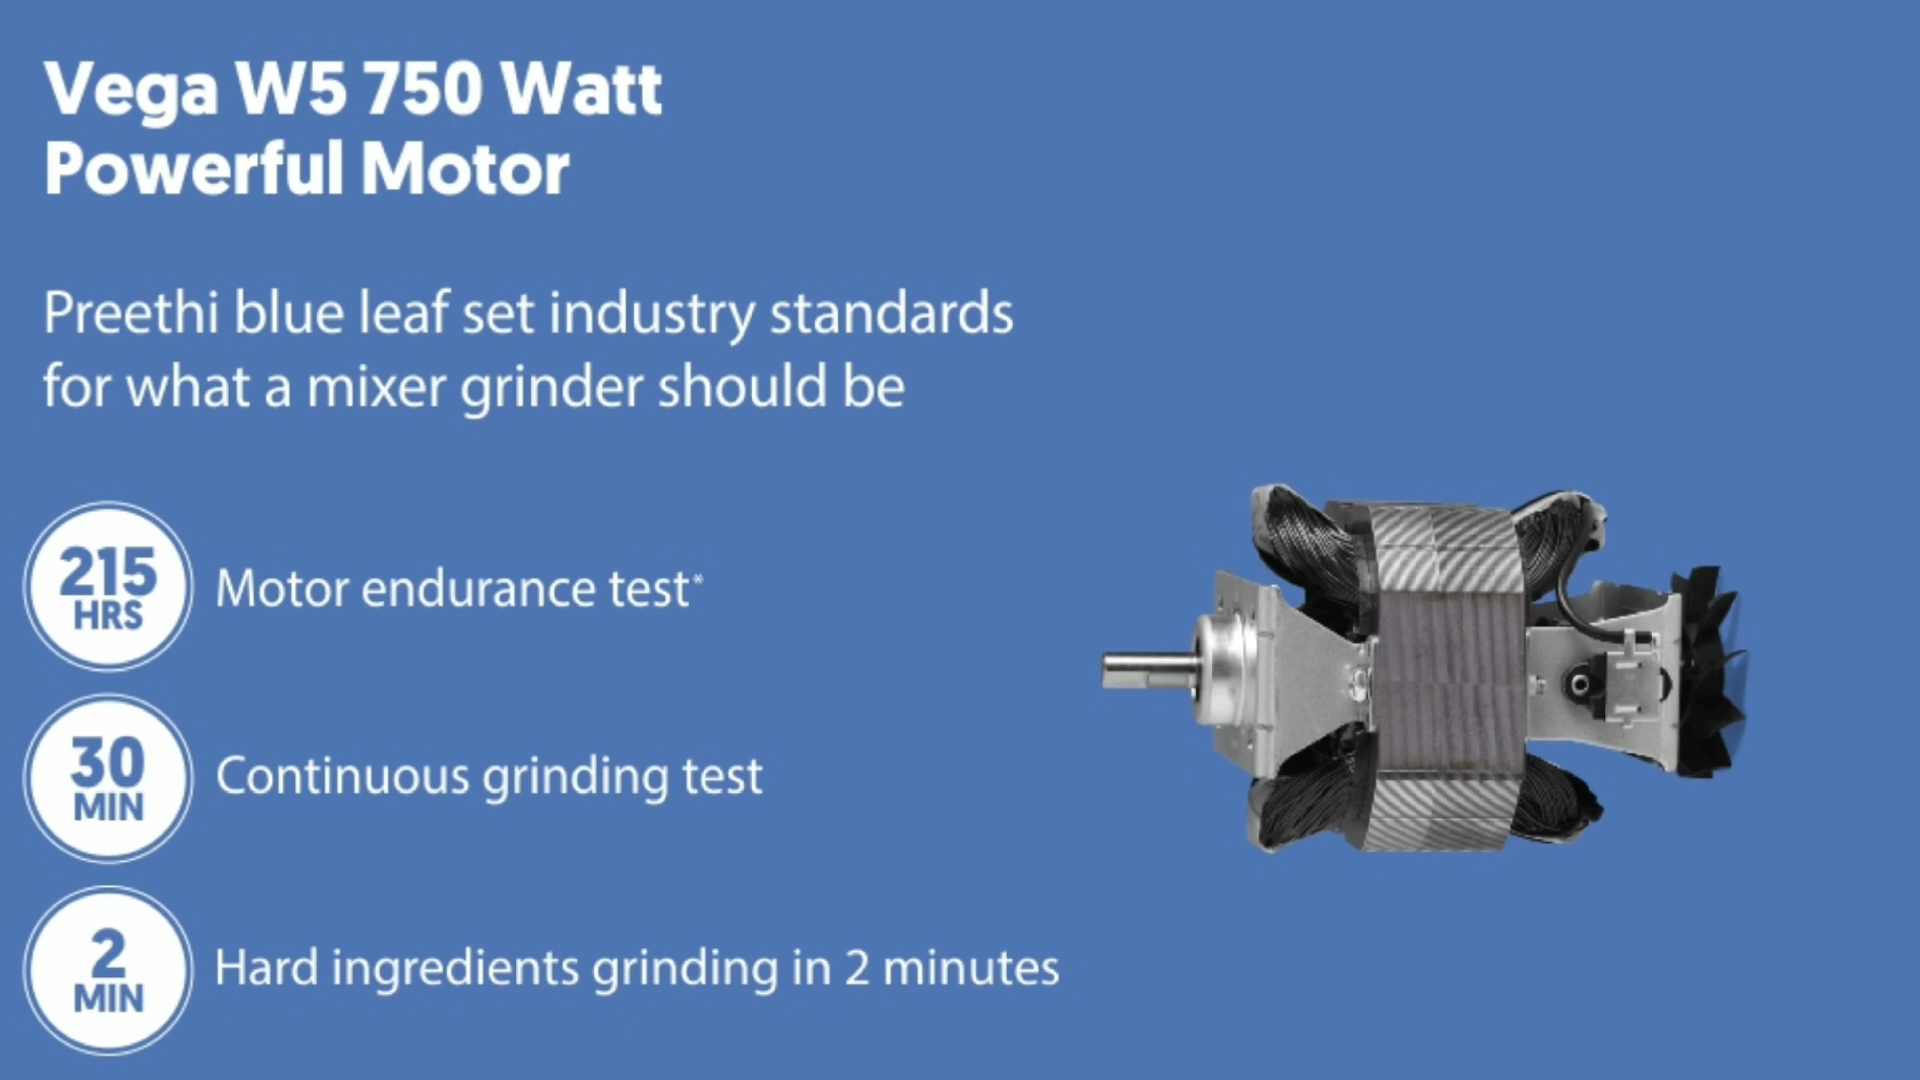 Vega W5 750 Watt
Powerful Motor
Preethi blue leaf set industry standards
for what a mixer grinder should be
215
HRS
Motor endurance test*
30
MIN
Continuous grinding test
2
MIN
Hard ingredients grinding in 2 minutes